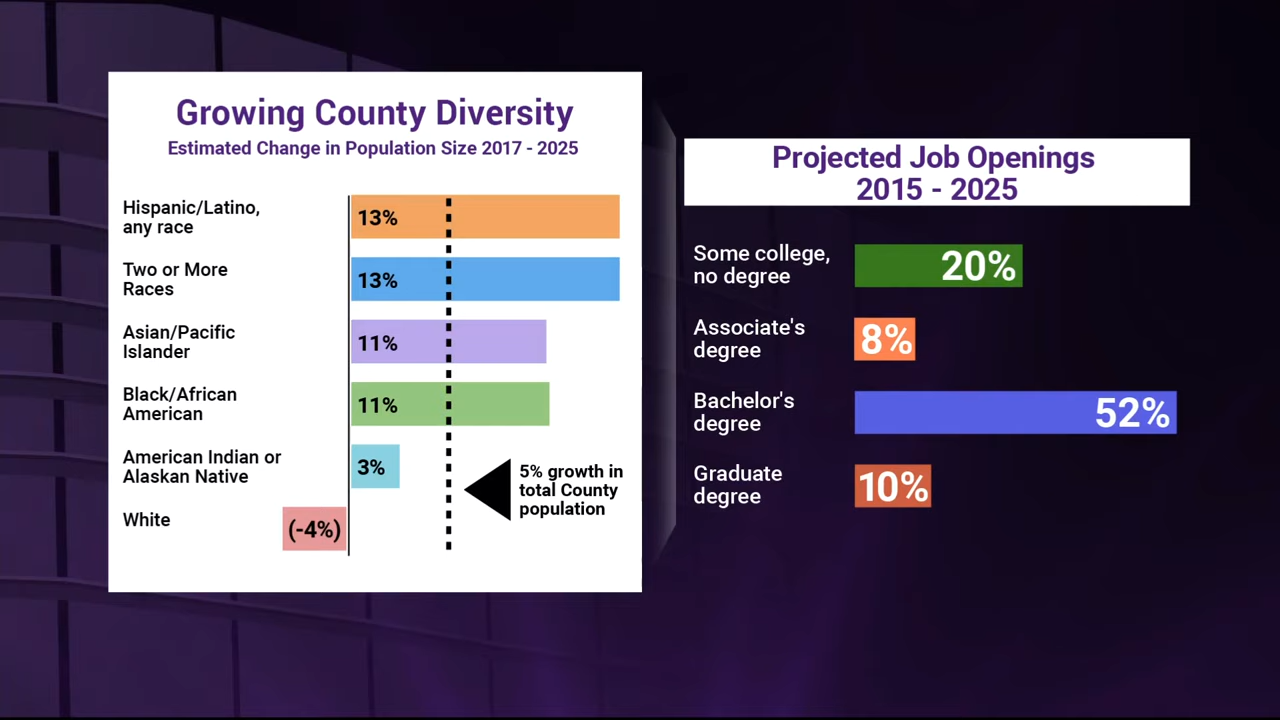 Growing County Diversity
Estimated Change in Population Size 2017 - 2025
Hispanic/Latino,
any race
13%
Two or More
Races
13%
Asian/Pacific
Islander
11%
Black/African
American
11%
American Indian or
Alaskan Native
3%
White
(-4%)
5% growth in
total County
population
Projected Job Openings
2015 - 2025
Some college,
no degree
20%
Associate's
degree
8%
Bachelor's
degree
52%
Graduate
degree
10%